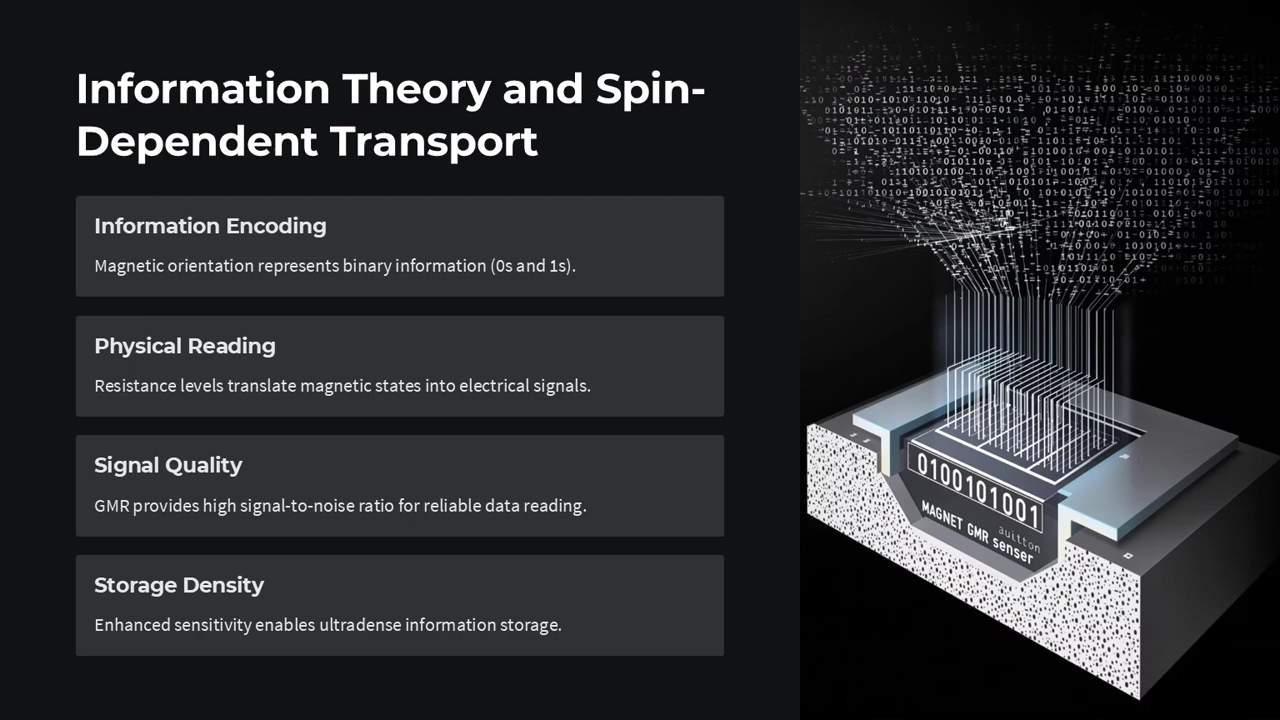 Information Theory and Spin-
Dependent Transport
Information Encoding
Magnetic orientation represents binary information (0s and 1s).
Physical Reading
Resistance levels translate magnetic states into electrical signals.
Signal Quality
GMR provides high signal-to-noise ratio for reliable data reading.
Storage Density
Enhanced sensitivity enables ultradense information storage.
0100101001
MAGNET GMR senser
auitton